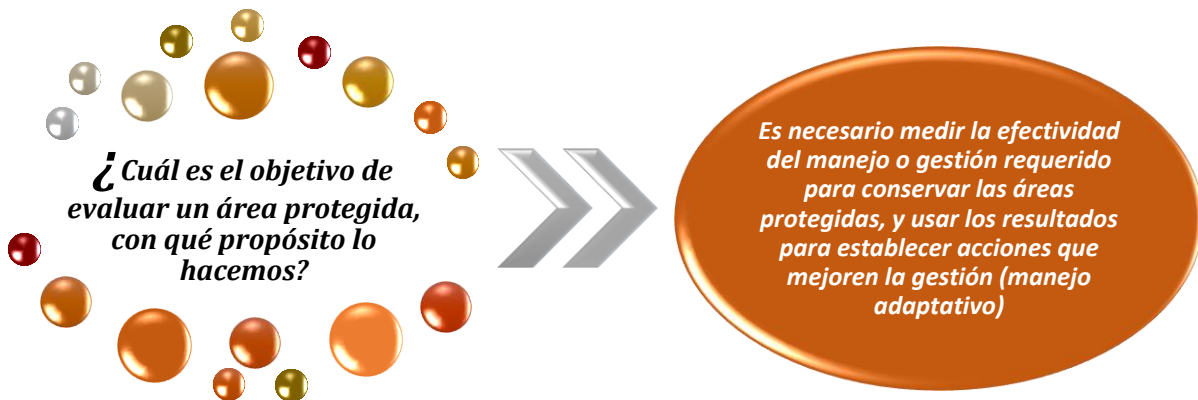 ¿Cuál es el objetivo de
evaluar un área protegida,
con qué propósito lo
hacemos?
Es necesario medir la efectividad
del manejo o gestión requerido
para conservar las áreas
protegidas, y usar los resultados
para establecer acciones que
mejoren la gestión (manejo
adaptativo)